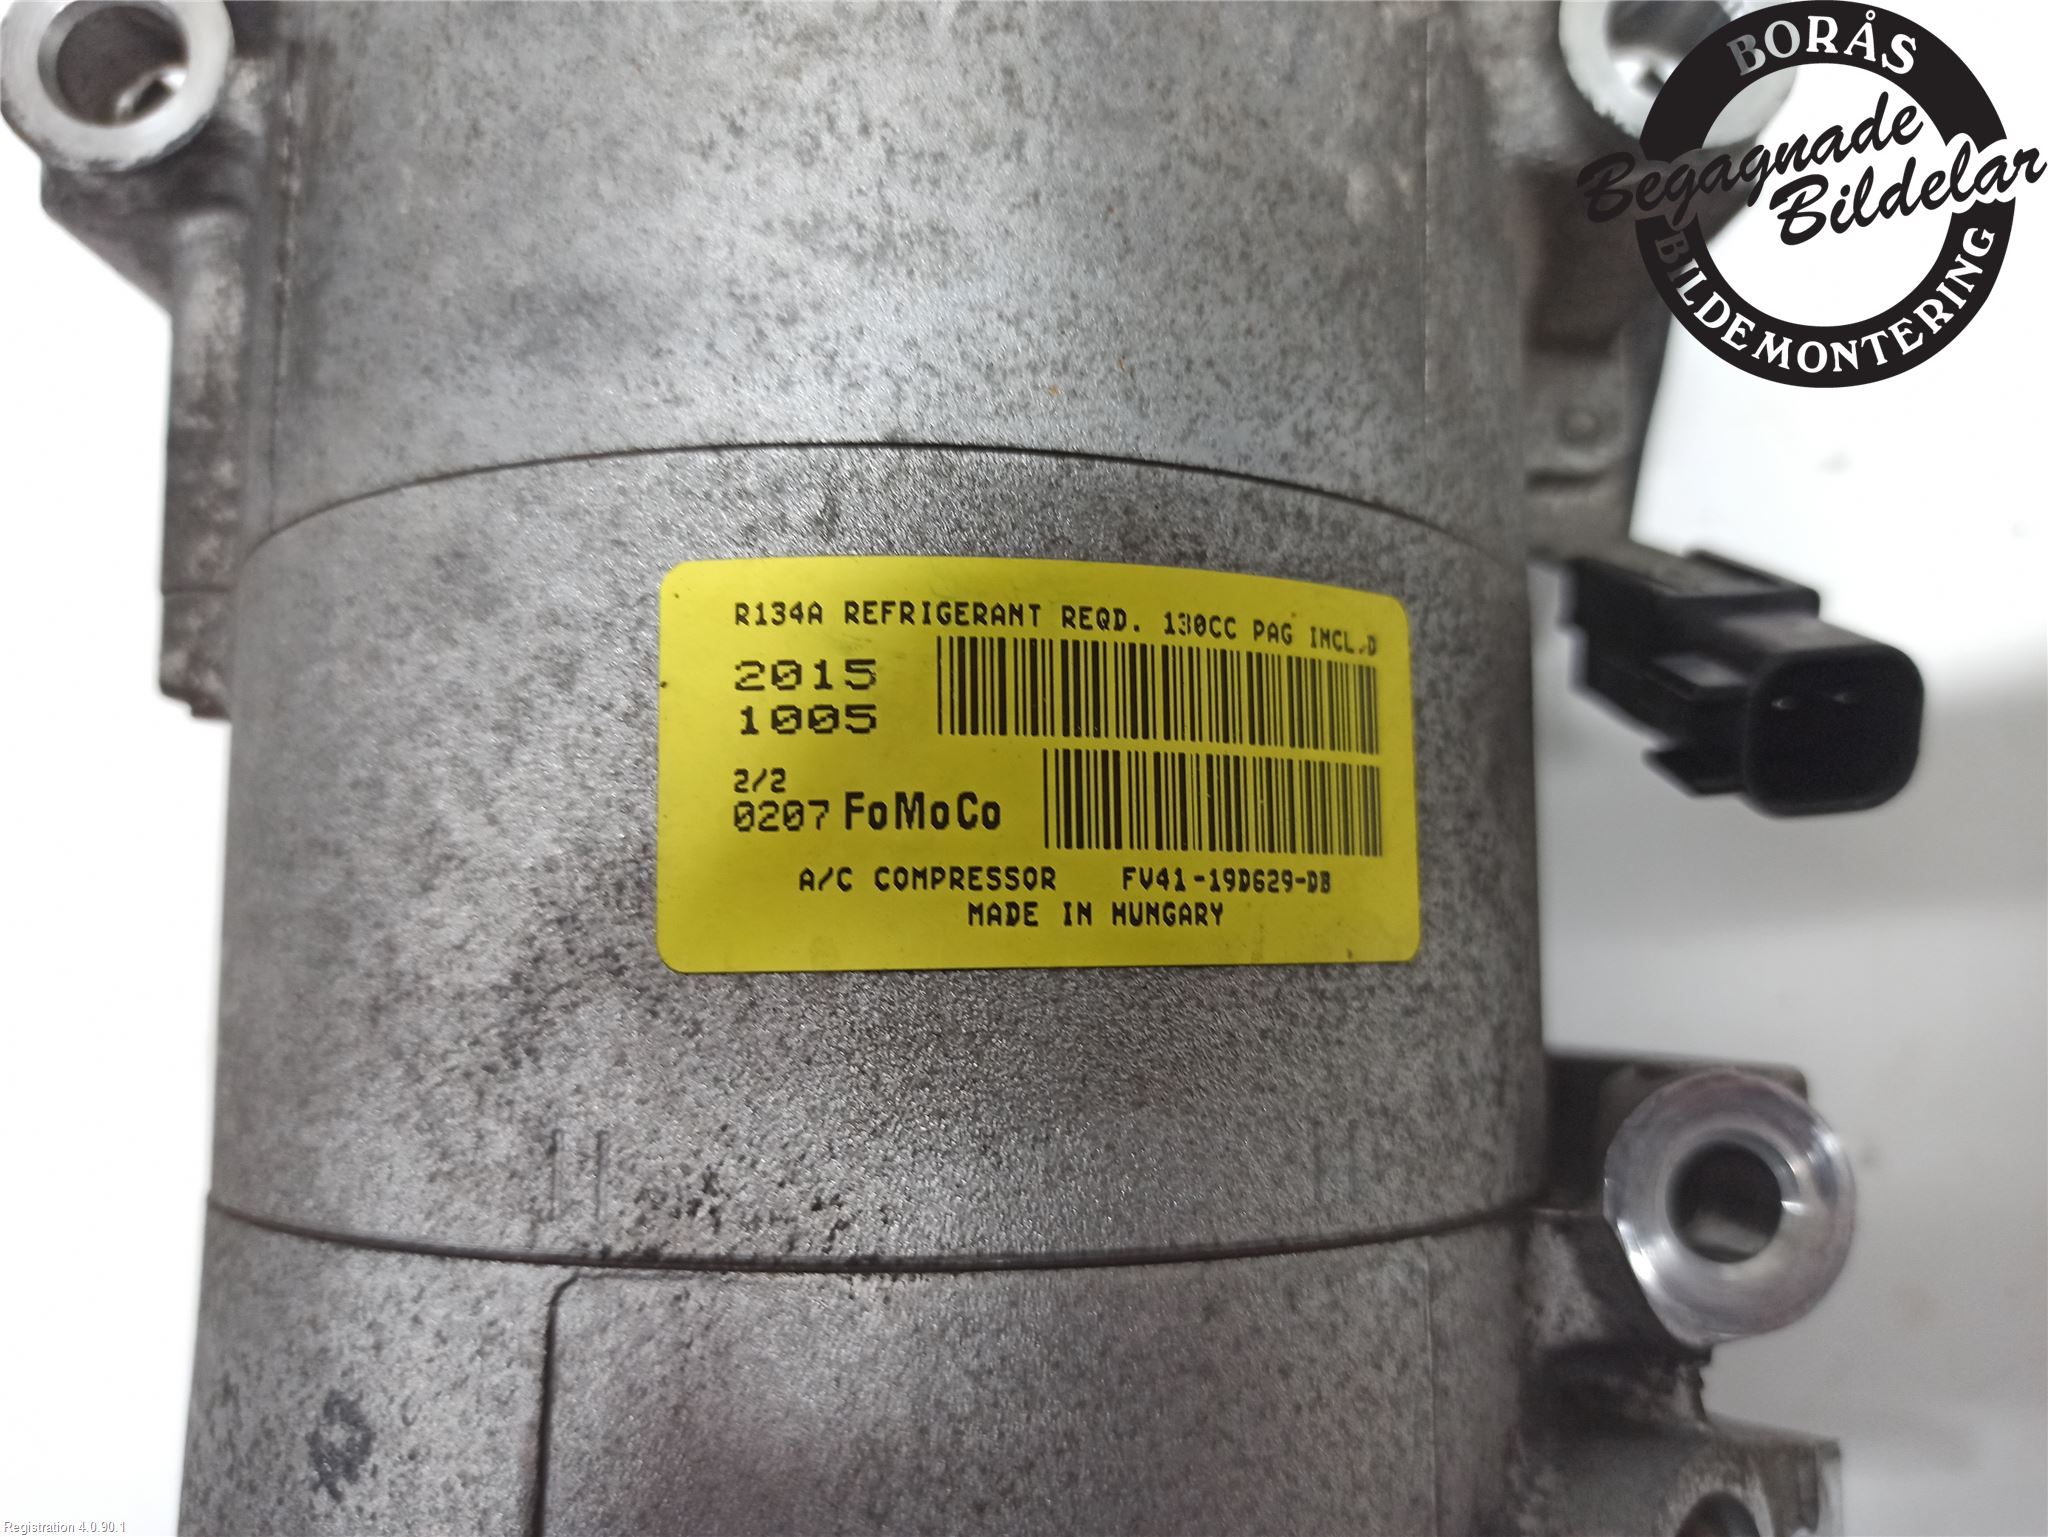 BORÅS
Begagnade
Bildelar
BILDEMONTERING
R134A REFRIGERANT REQD. 130CC PAG INCL.D
2015
1005
2/2
0207 FoMoCo
A/C COMPRESSOR FV41-19D629-DB
MADE IN HUNGARY
Registration 4.0.90.1